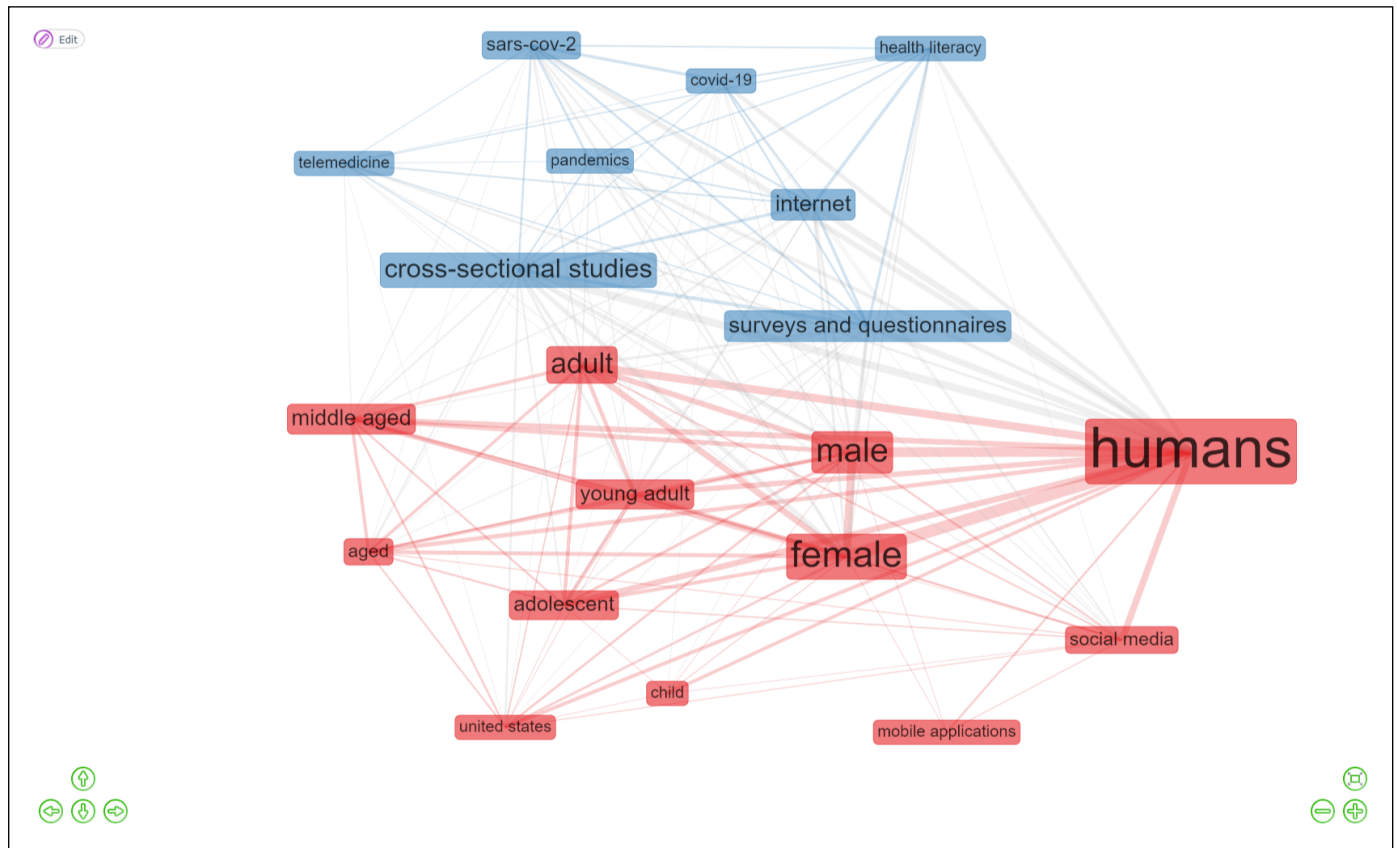 Edit
sars-cov-2
health literacy
covid-19
telemedicine
pandemics
internet
cross-sectional studies
surveys and questionnaires
adult
middle aged
male
humans
young adult
aged
female
adolescent
social media
child
united states
mobile applications